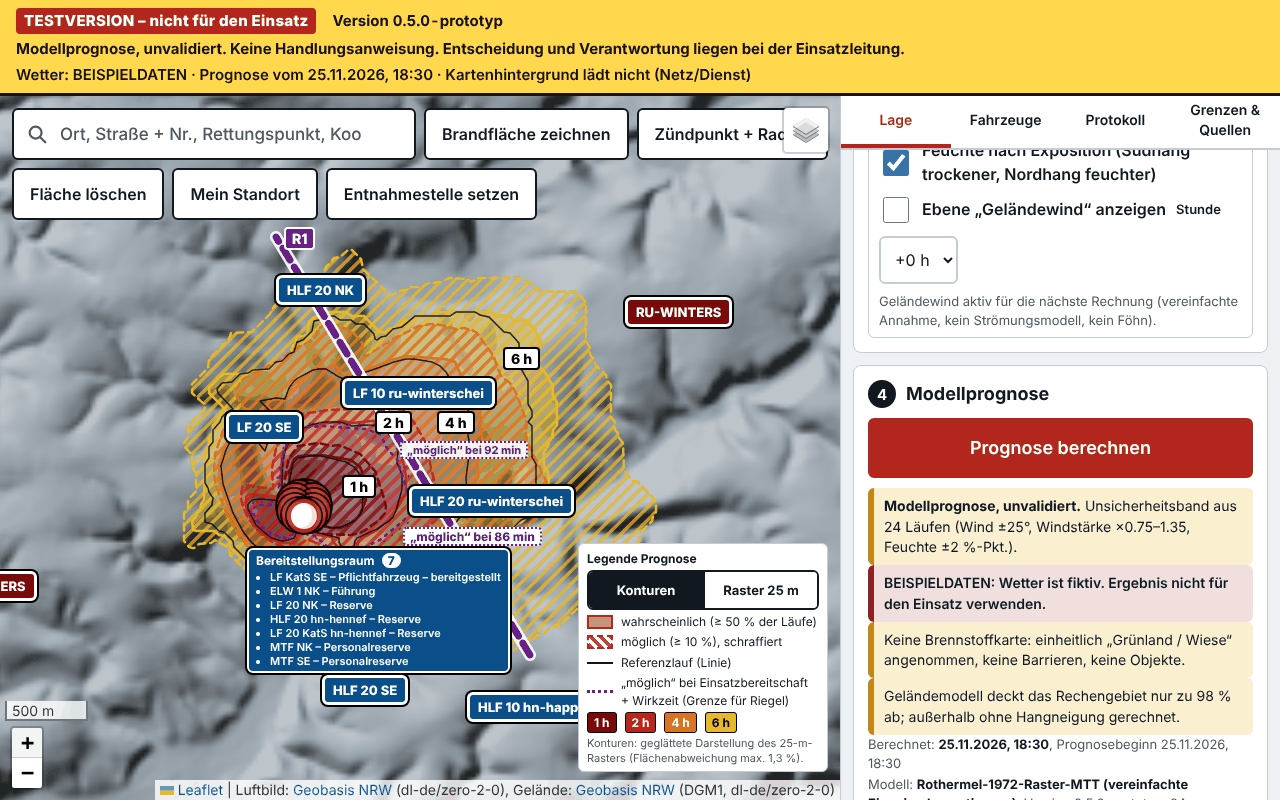 TESTVERSION – nicht für den Einsatz Version 0.5.0-prototyp
Modellprognose, unvalidiert. Keine Handlungsanweisung. Entscheidung und Verantwortung liegen bei der Einsatzleitung.
Wetter: BEISPIELDATEN · Prognose vom 25.11.2026, 18:30 · Kartenhintergrund lädt nicht (Netz/Dienst)
Ort, Straße + Nr., Rettungspunkt, Koo
Brandfläche zeichnen
Zündpunkt + Rad
Fläche löschen
Mein Standort
Entnahmestelle setzen
R1
HLF 20 NK
RU-WINTERS
6 h
LF 10 ru-winterschei
2 h
4 h
LF 20 SE
„möglich“ bei 92 min
1 h
HLF 20 ru-winterschei
„möglich“ bei 86 min
ERS
Bereitstellungsraum 7
• LF KatS SE – Pflichtfahrzeug – bereitgestellt
• ELW 1 NK – Führung
• LF 20 NK – Reserve
• HLF 20 hn-hennef – Reserve
• LF 20 KatS hn-hennef – Reserve
• MTF NK – Personalreserve
• MTF SE – Personalreserve
HLF 20 SE
HLF 10 hn-happ
500 m
+
−
Legende Prognose
Konturen Raster 25 m
wahrscheinlich (≥ 50 % der Läufe)
möglich (≥ 10 %), schraffiert
Referenzlauf (Linie)
„möglich“ bei Einsatzbereitschaft
+ Wirkzeit (Grenze für Riegel)
1 h 2 h 4 h 6 h
Konturen: geglättete Darstellung des 25-m-
Rasters (Flächenabweichung max. 1,3 %).
Leaflet | Luftbild: Geobasis NRW (dl-de/zero-2-0), Gelände: Geobasis NRW (DGM1, dl-de/zero-2-0)
Lage
Fahrzeuge
Protokoll
Grenzen &
Quellen
Feuchte nach Exposition (Südhang
trockener, Nordhang feuchter)
Ebene „Geländewind“ anzeigen Stunde
+0 h
Geländewind aktiv für die nächste Rechnung (vereinfachte
Annahme, kein Strömungsmodell, kein Föhn).
4 Modellprognose
Prognose berechnen
Modellprognose, unvalidiert. Unsicherheitsband aus
24 Läufen (Wind ±25°, Windstärke ×0.75–1.35,
Feuchte ±2 %-Pkt.).
BEISPIELDATEN: Wetter ist fiktiv. Ergebnis nicht für
den Einsatz verwenden.
Keine Brennstoffkarte: einheitlich „Grünland / Wiese“
angenommen, keine Barrieren, keine Objekte.
Geländemodell deckt das Rechengebiet nur zu 98 %
ab; außerhalb ohne Hangneigung gerechnet.
Berechnet: 25.11.2026, 18:30, Prognosebeginn 25.11.2026,
18:30
Modell: Rothermel-1972-Raster-MTT (vereinfachte